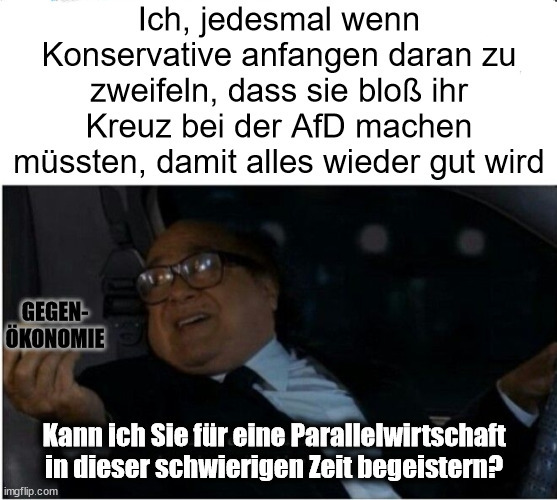 Ich, jedesmal wenn
Konservative anfangen daran zu
zweifeln, dass sie bloß ihr
Kreuz bei der AfD machen
müssten, damit alles wieder gut wird
GEGEN-
ÖKONOMIE
Kann ich Sie für eine Parallelwirtschaft
in dieser schwierigen Zeit begeistern?
imgflip.com